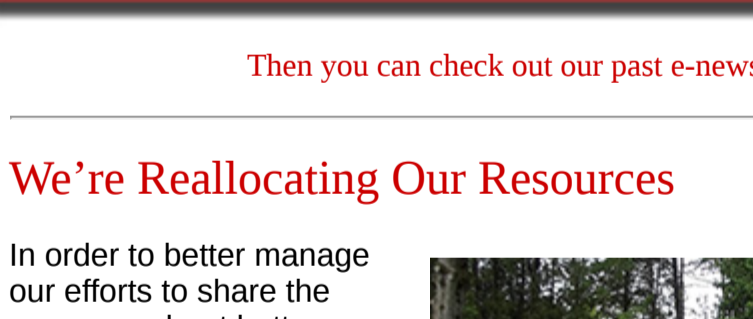 Then you can check out our past
We’re Reallocating Our Resources
In order to better manage
our efforts to share the